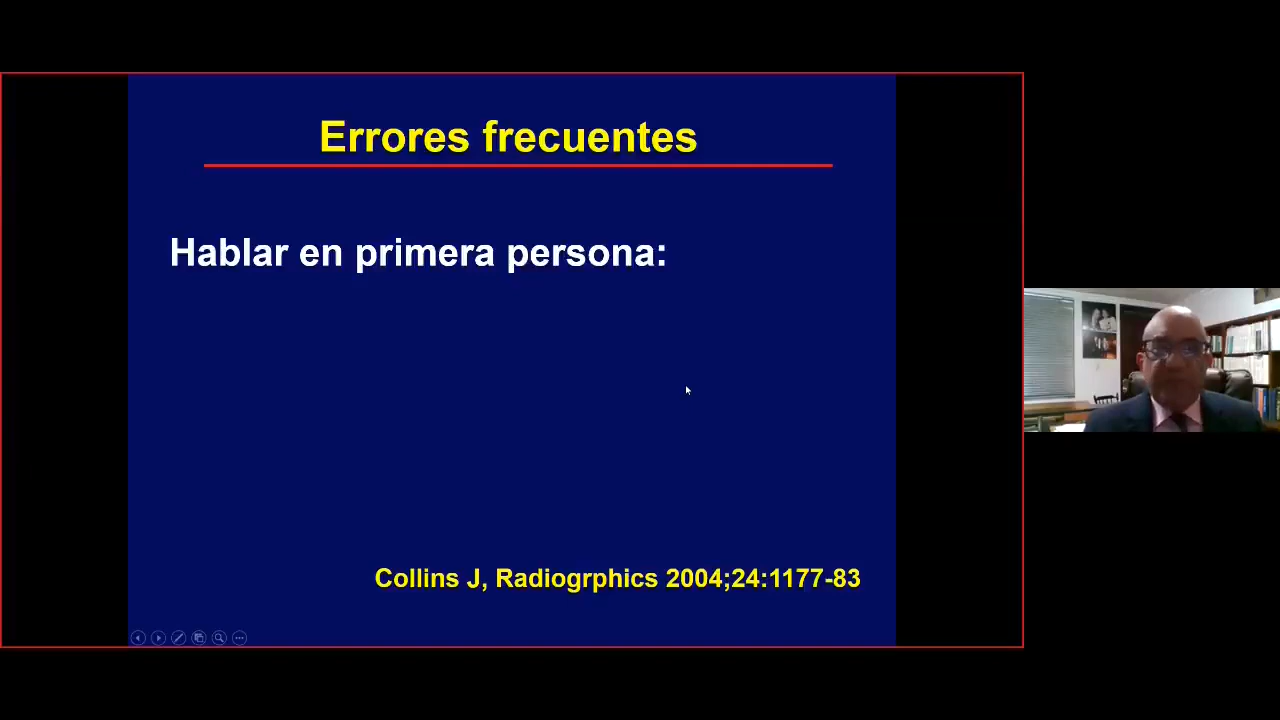 Errores frecuentes
Hablar en primera persona:
Collins J, Radiogrphics 2004;24:1177-83